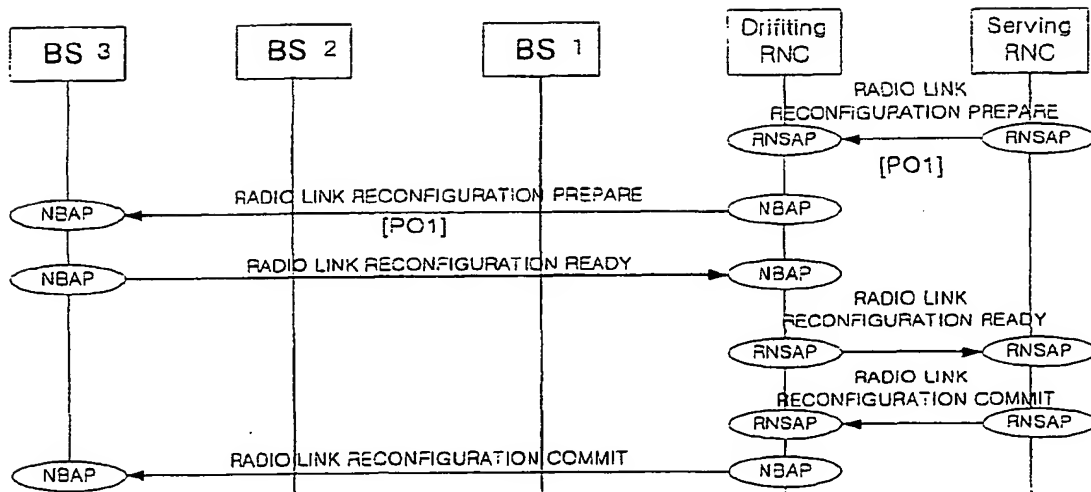 BS 3
BS 2
BS 1
Drifiting
RNC
Serving
RNC
RADIO LINK
RECONFIGURATION PREPARE
RNSAP
RNSAP
[PO1]
RADIO LINK RECONFIGURATION PREPARE
NBAP
NBAP
[PO1]
RADIO LINK RECONFIGURATION READY
NBAP
NBAP
RADIO LINK
RECONFIGURATION READY
RNSAP
RNSAP
RADIO LINK
RECONFIGURATION COMMIT
RNSAP
RNSAP
RADIO LINK RECONFIGURATION COMMIT
NBAP
NBAP